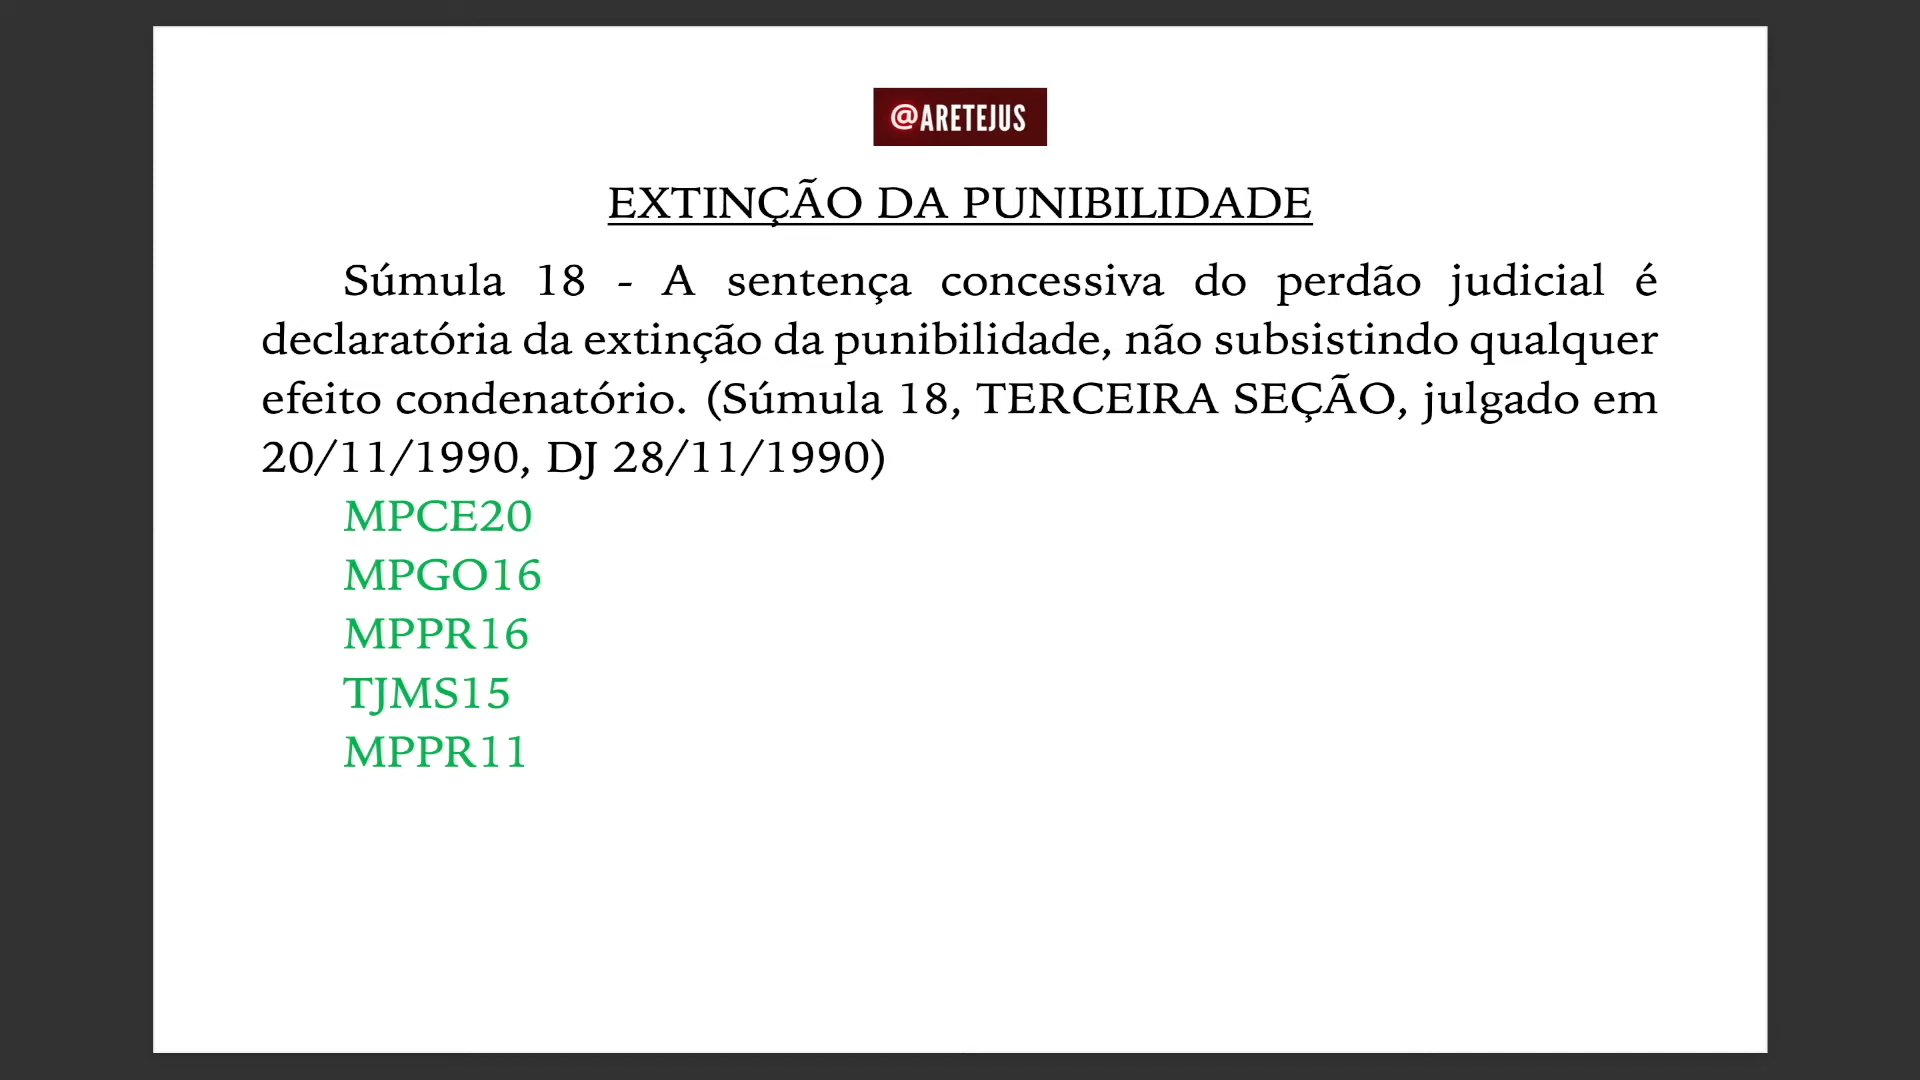 @ARETEJUS
EXTINÇÃO DA PUNIBILIDADE
Súmula 18 - A sentença concessiva do perdão judicial é
declaratória da extinção da punibilidade, não subsistindo qualquer
efeito condenatório. (Súmula 18, TERCEIRA SEÇÃO, julgado em
20/11/1990, DJ 28/11/1990)
MPCE20
MPGO16
MPPR16
TJMS15
MPPR11